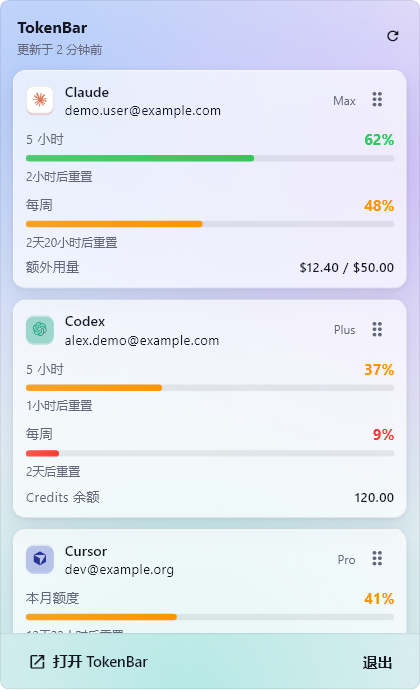 TokenBar
更新于 2 分钟前
Claude
demo.user@example.com
Max
5 小时
62%
2小时后重置
每周
48%
2天20小时后重置
额外用量
$12.40 / $50.00
Codex
alex.demo@example.com
Plus
5 小时
37%
1小时后重置
每周
9%
2天后重置
Credits 余额
120.00
Cursor
dev@example.org
Pro
本月额度
41%
打开 TokenBar
退出